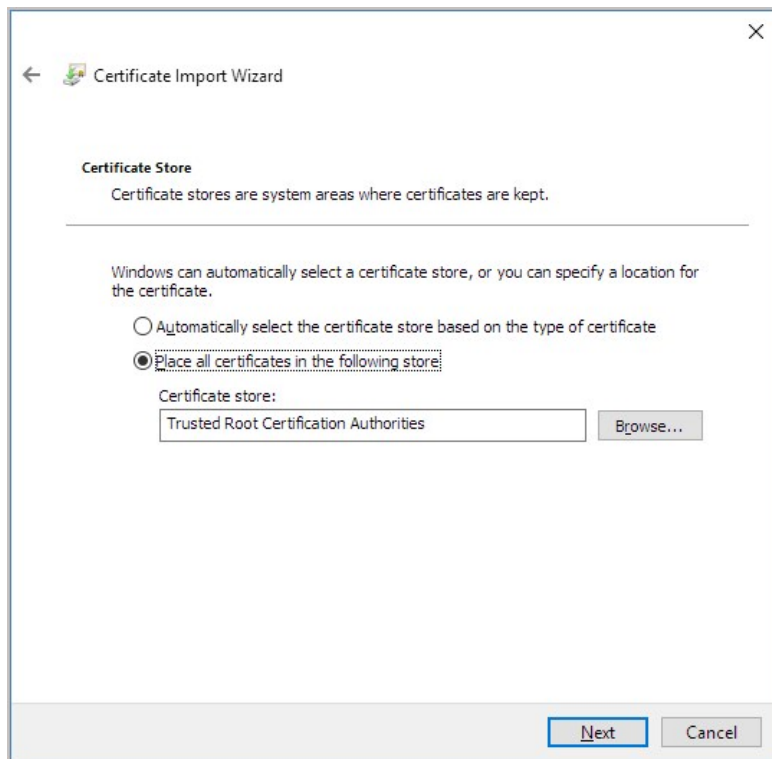 Certificate Import Wizard
Certificate Store
Certificate stores are system areas where certificates are kept.
Windows can automatically select a certificate store, or you can specify a location for
the certificate.
Automatically select the certificate store based on the type of certificate
Place all certificates in the following store
Certificate store:
Trusted Root Certification Authorities
Browse...
Next
Cancel